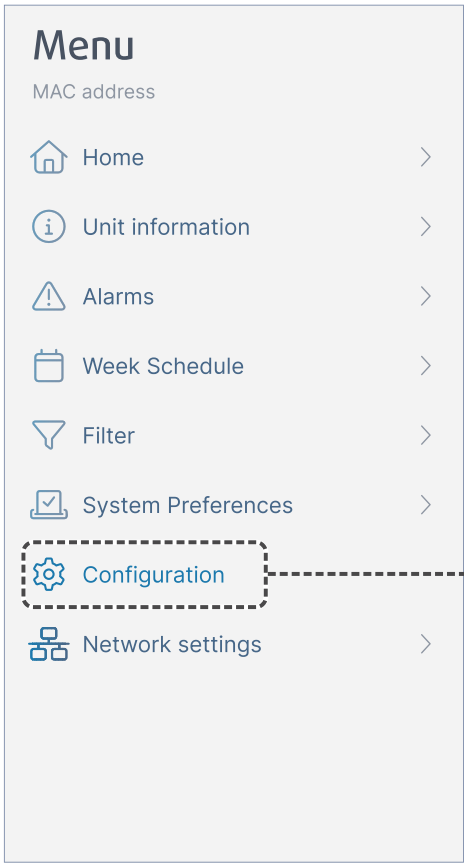 Menu
MAC address
Home
Unit information
Alarms
Week Schedule
Filter
System Preferences
Configuration
Network settings